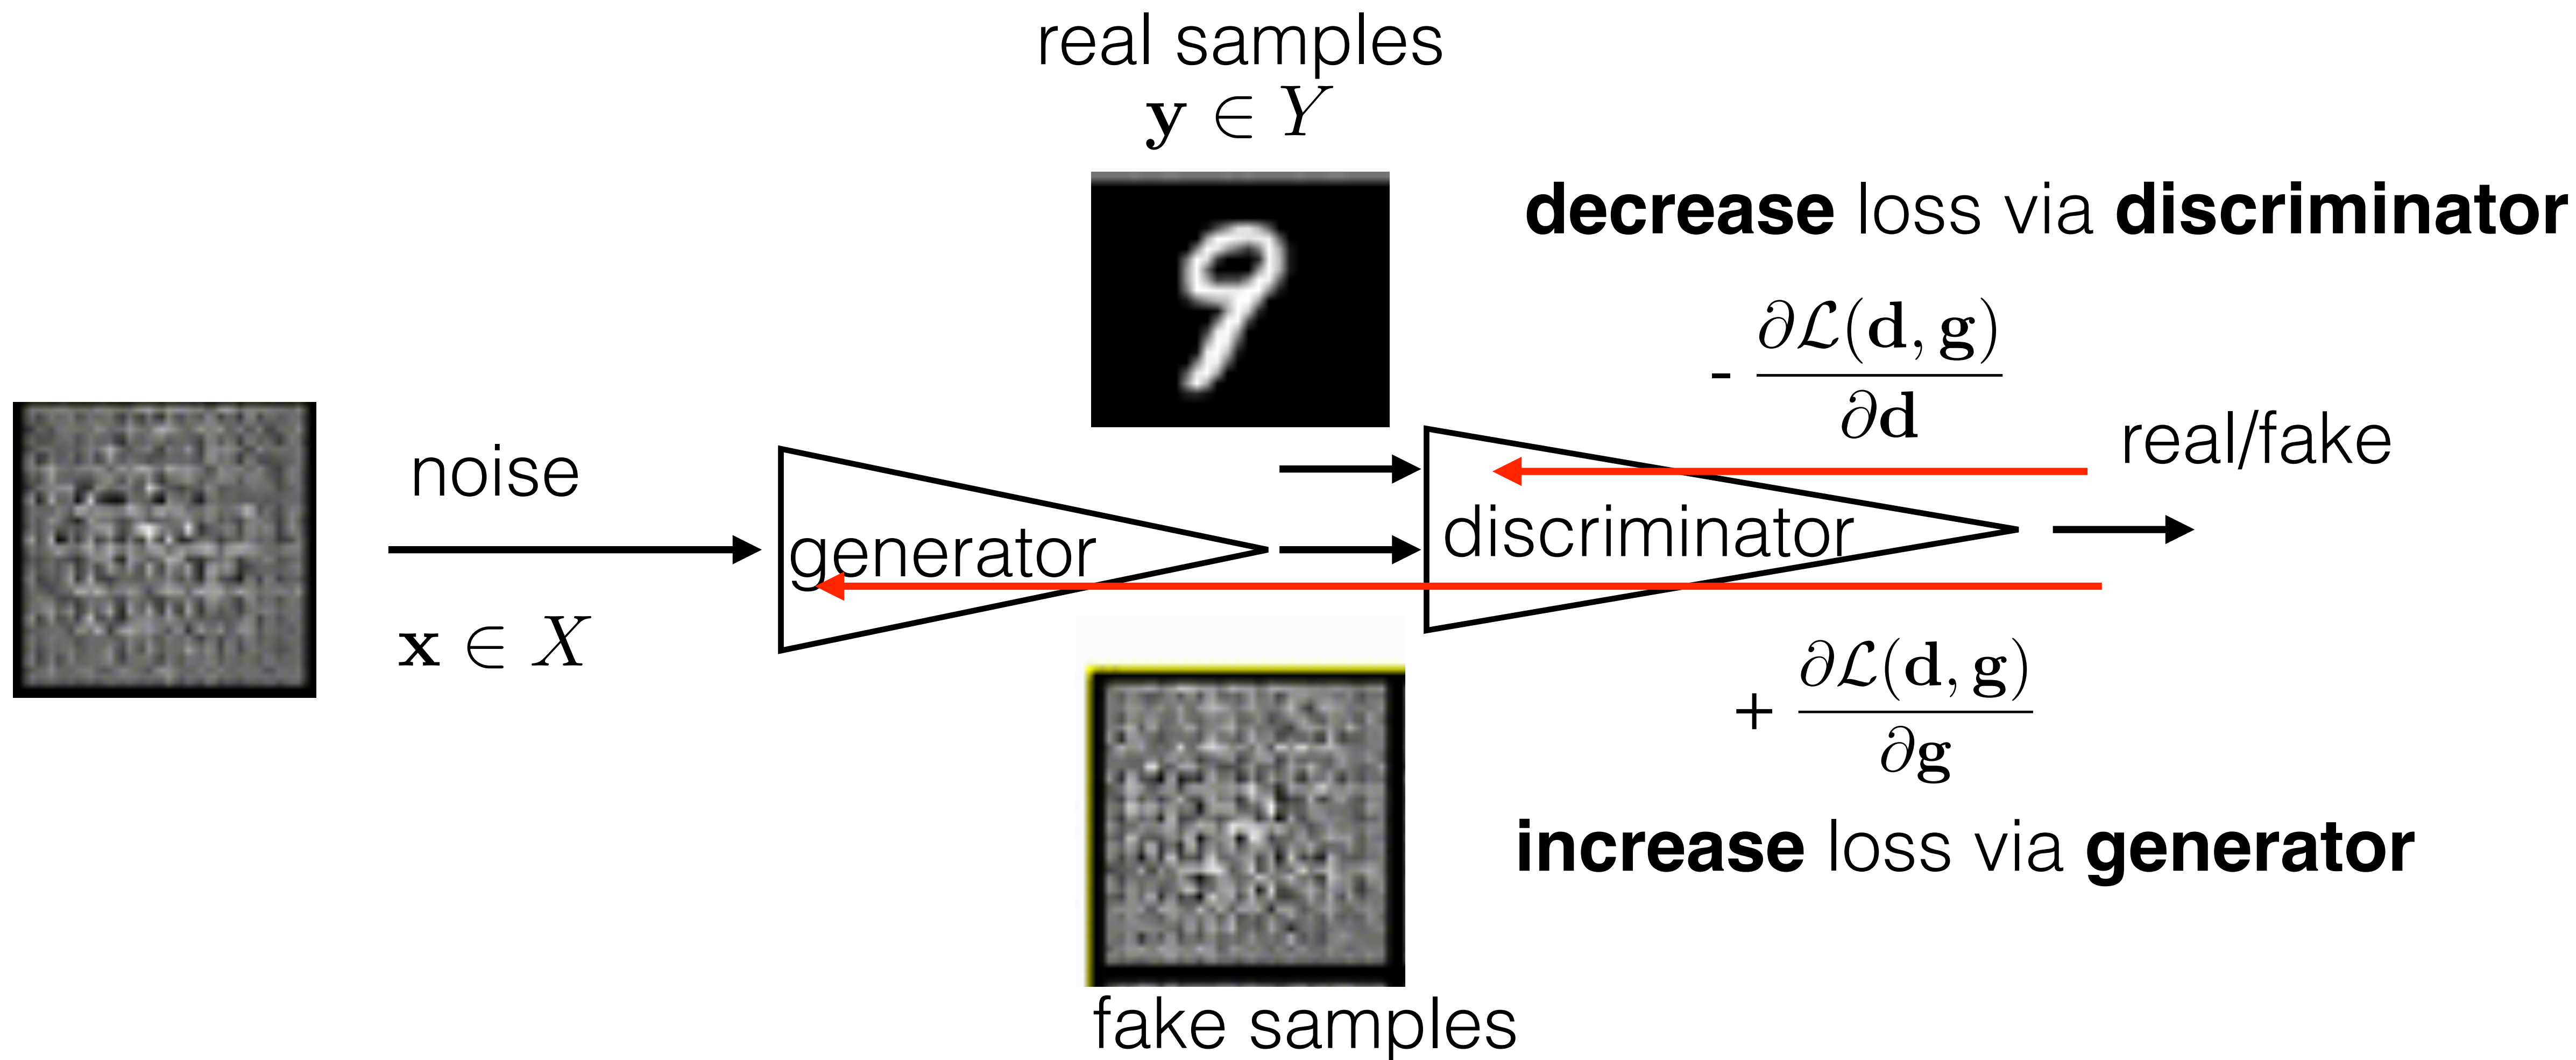 real samples
𝐲 ∈ Y
decrease loss via discriminator
- ∂ℒ(𝐝, 𝐠)
∂𝐝
real/fake
noise
generator
discriminator
𝐱 ∈ X
+ ∂ℒ(𝐝, 𝐠)
∂𝐠
increase loss via generator
fake samples